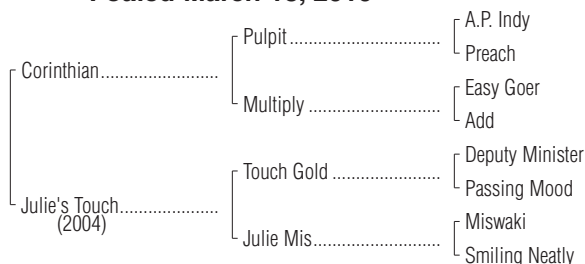 A.P. Indy
Pulpit
Preach
Corinthian
Easy Goer
Multiply
Add
Deputy Minister
Touch Gold
Passing Mood
Julie's Touch
(2004)
Miswaki
Julie Mis
Smiling Neatly